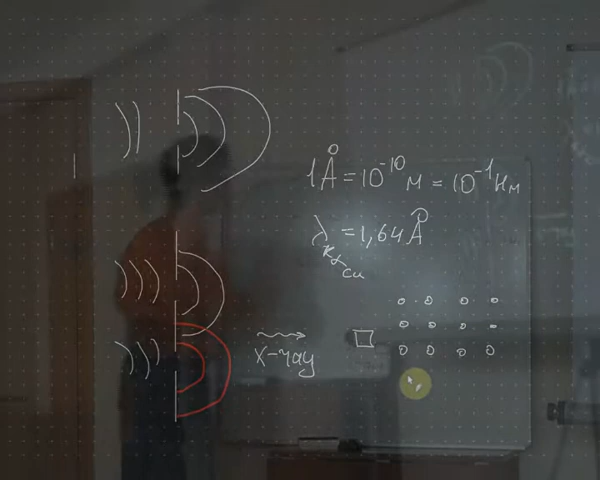 1Å = 10⁻¹⁰ м = 10⁻¹ нм
λ Kα Cu = 1,64 Å
x-ray